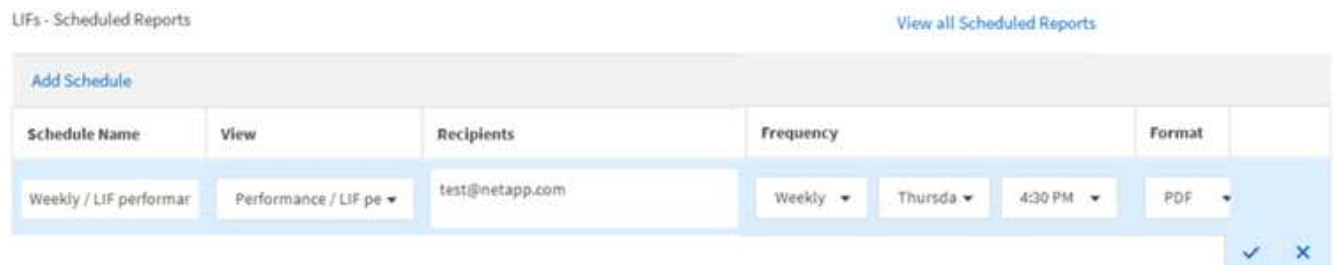 LIFs - Scheduled Reports View all Scheduled Reports
Add Schedule
Schedule Name View Recipients Frequency Format
Weekly / LIF performar Performance / LIF pe test@netapp.com Weekly Thursda 4:30 PM PDF